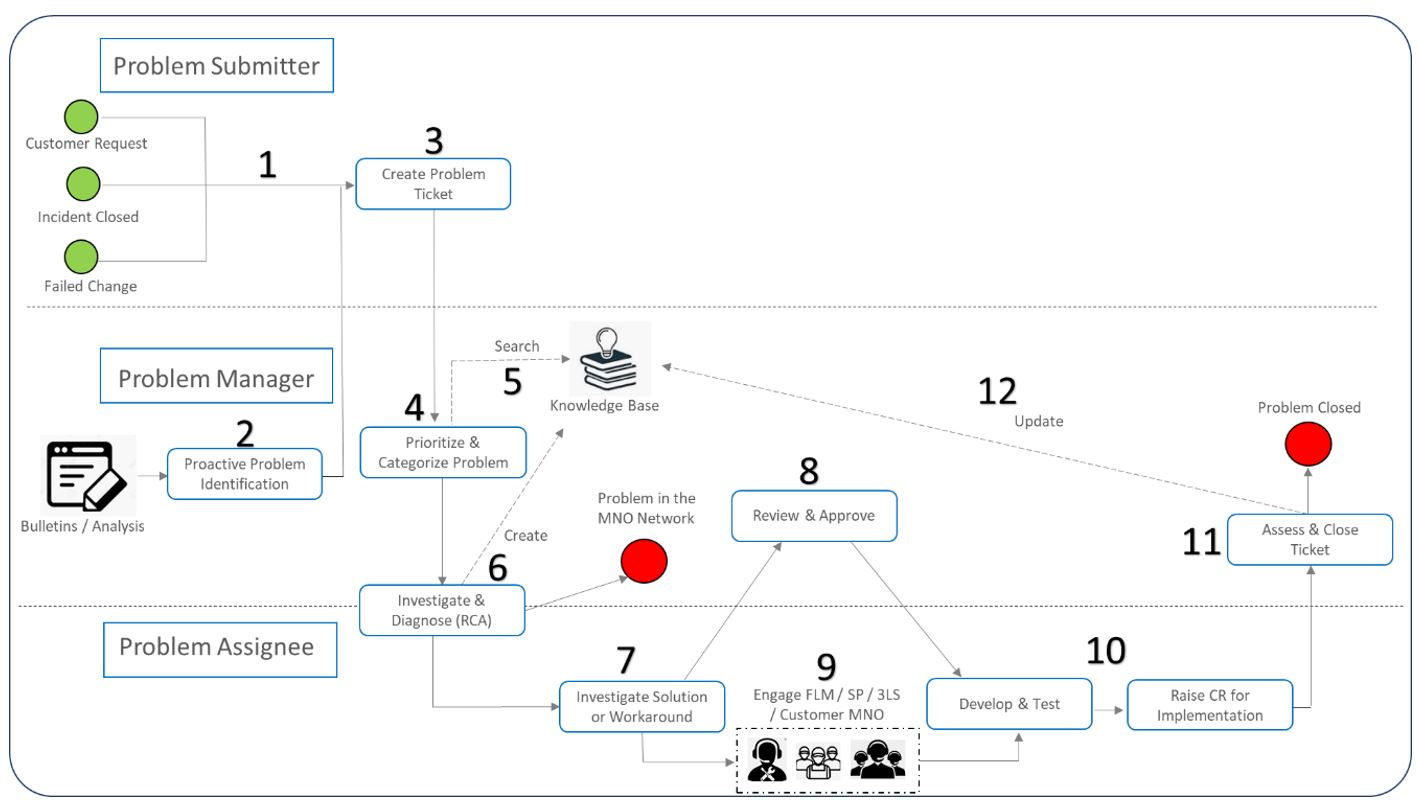 Problem Submitter
Customer Request
1
3
Create Problem
Ticket
Incident Closed
Failed Change
Problem Manager
Search
5
Knowledge Base
12
Update
Problem Closed
2
Proactive Problem
Identification
Bulletins / Analysis
4
Prioritize &
Categorize Problem
Create
Problem in the
MNO Network
8
Review & Approve
11
Assess & Close
Ticket
6
Investigate &
Diagnose (RCA)
Problem Assignee
7
Investigate Solution
or Workaround
9
Engage FLM / SP / 3LS
/ Customer MNO
10
Develop & Test
Raise CR for
Implementation